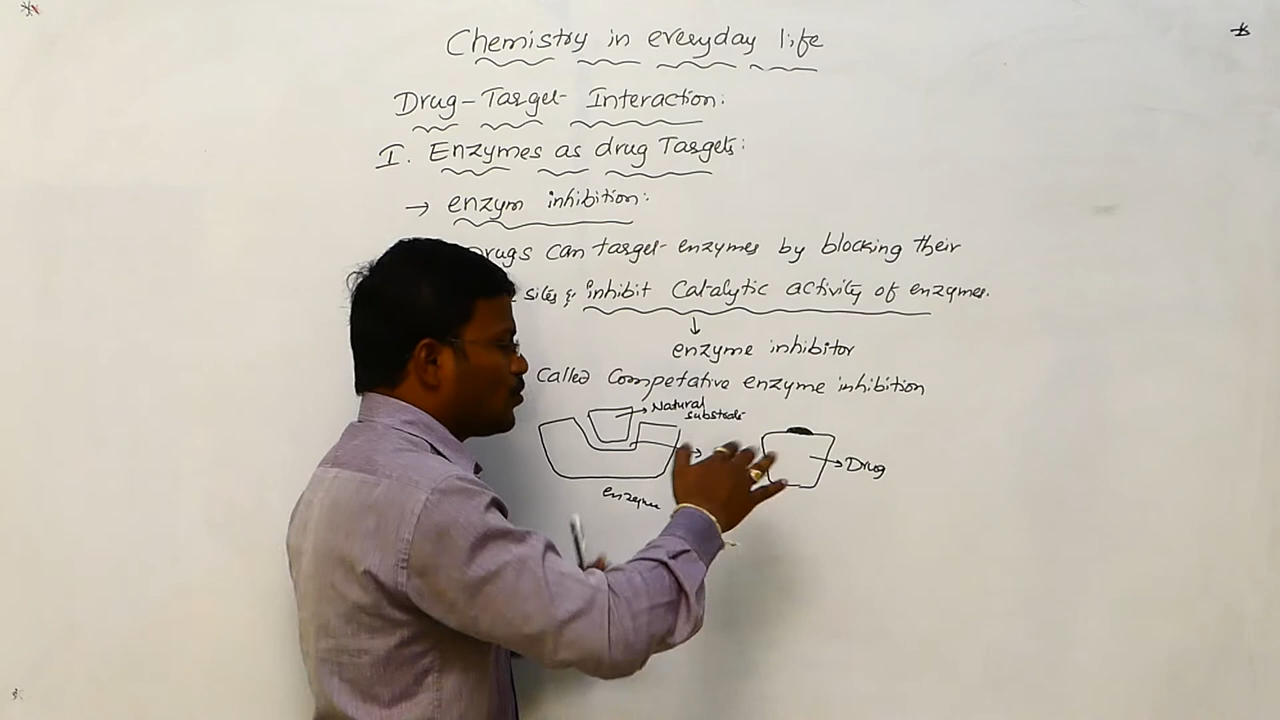 Chemistry in everyday life
Drug-Target Interaction:
I. Enzymes as drug Targets:
→ enzym inhibition:
Drugs can target enzymes by blocking their
sites & inhibit Catalytic activity of enzymes.
↓
enzyme inhibitor
Called Competative enzyme inhibition
→ Natural
substrate
→ Drug
enzyme